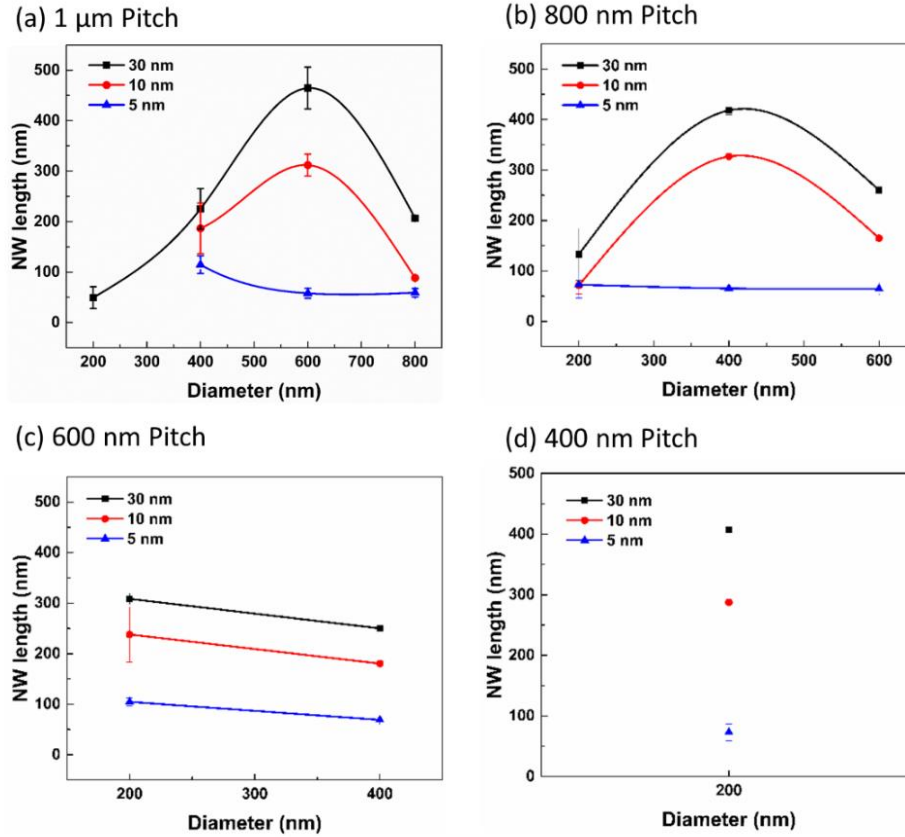 (a) 1 μm Pitch
500
400
300
200
100
0
NW length (nm)
30 nm
10 nm
5 nm
200 300 400 500 600 700 800
Diameter (nm)
(b) 800 nm Pitch
500
400
300
200
100
0
NW length (nm)
30 nm
10 nm
5 nm
200 300 400 500 600
Diameter (nm)
(c) 600 nm Pitch
500
400
300
200
100
0
NW length (nm)
30 nm
10 nm
5 nm
200 300 400
Diameter (nm)
(d) 400 nm Pitch
500
400
300
200
100
0
NW length (nm)
30 nm
10 nm
5 nm
200
Diameter (nm)